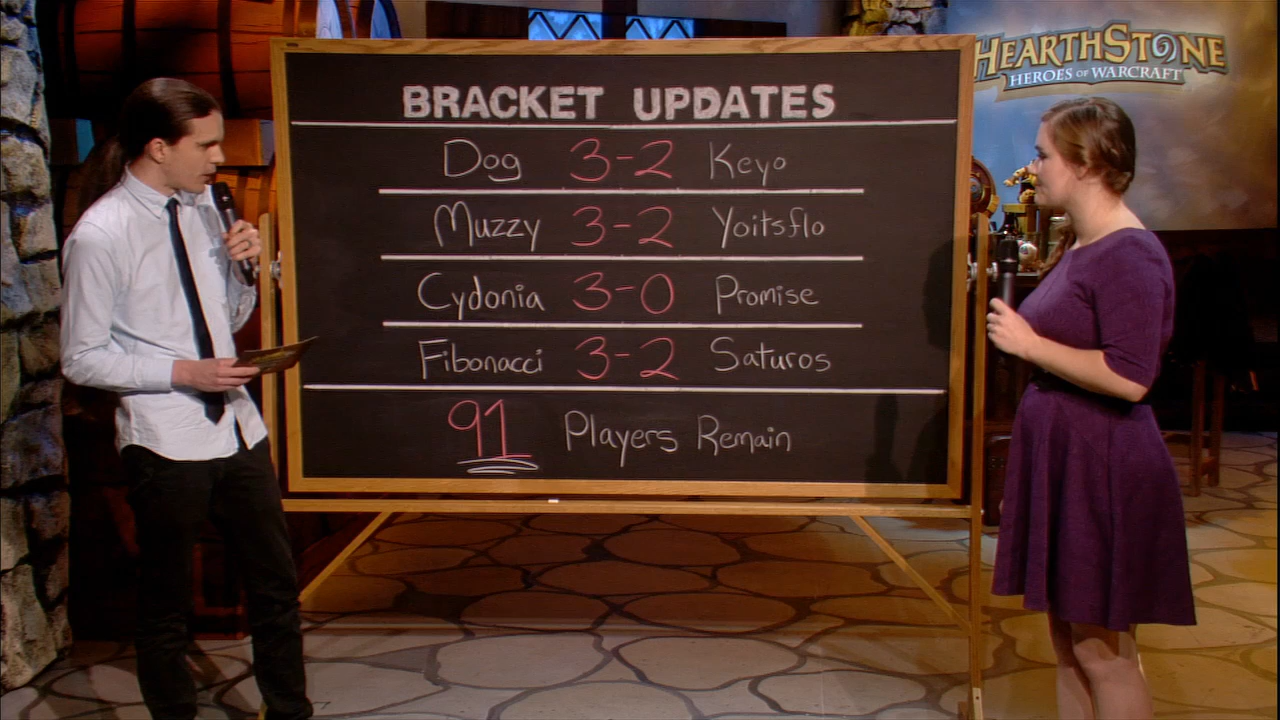 BRACKET UPDATES
Dog 3-2 Keyo
Muzzy 3-2 Yoitsflo
Cydonia 3-0 Promise
Fibonacci 3-2 Saturos
91 Players Remain
HEARTHSTONE
HEROES OF WARCRAFT